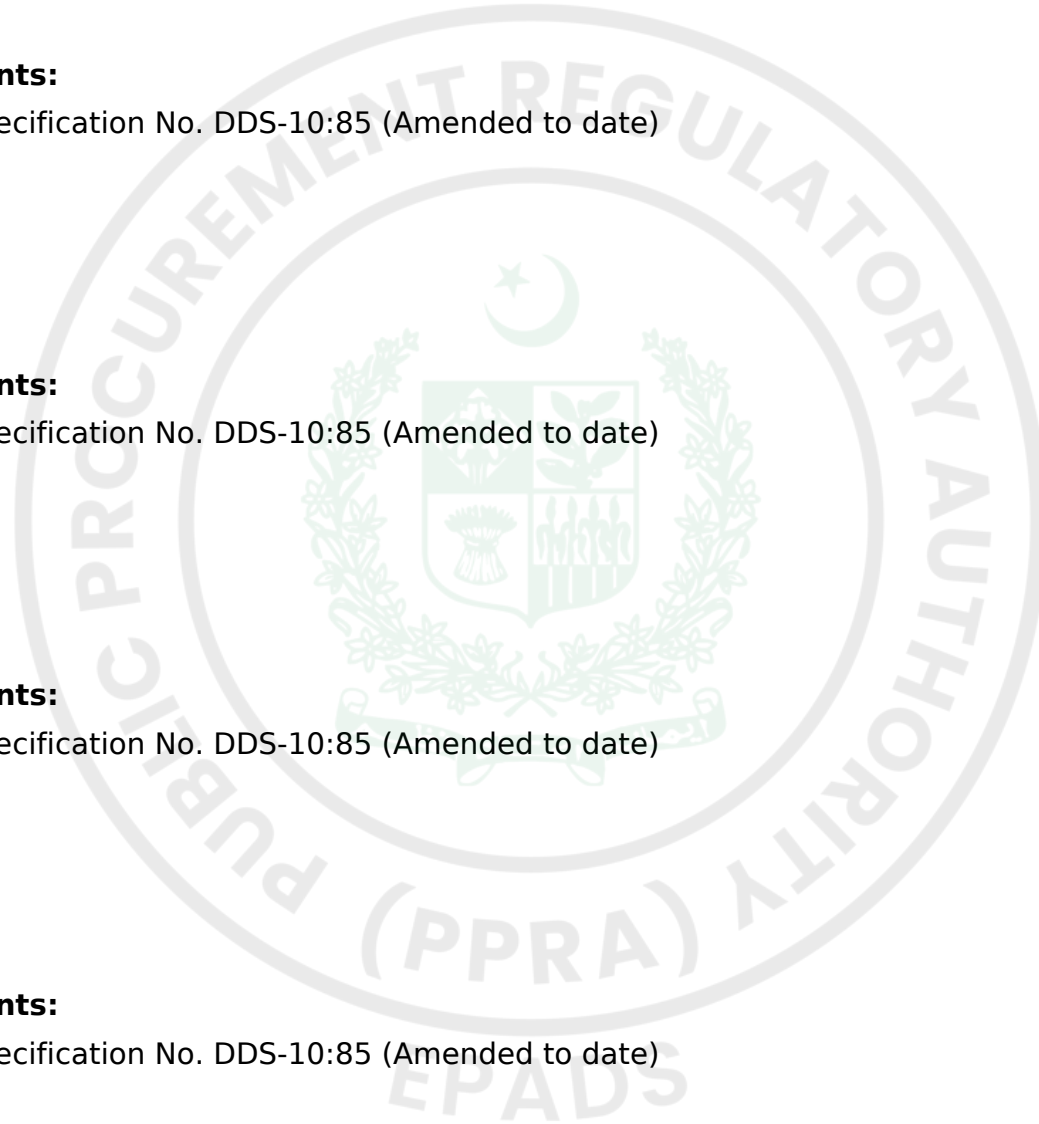 nts:
ecification No. DDS-10:85 (Amended to date)
nts:
ecification No. DDS-10:85 (Amended to date)
nts:
ecification No. DDS-10:85 (Amended to date)
nts:
ecification No. DDS-10:85 (Amended to date)
PUBLIC PROCUREMENT REGULATORY AUTHORITY
(PPRA)
EPADS